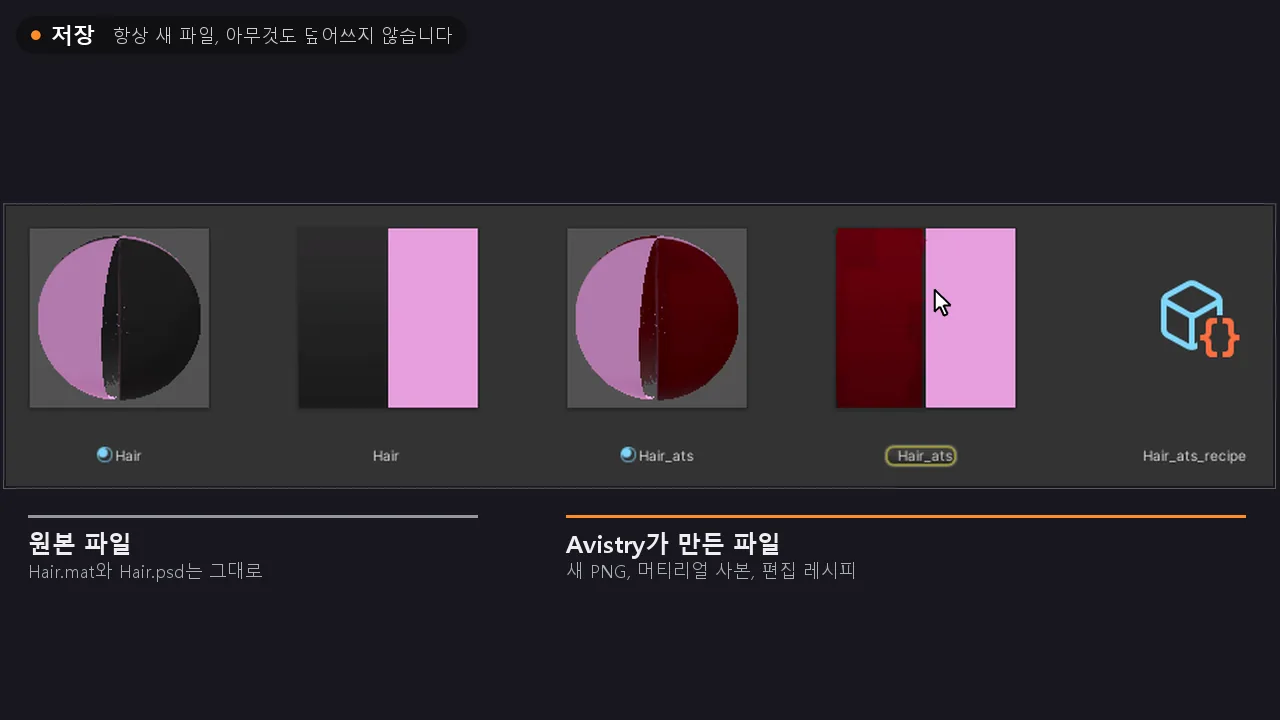 저장 항상 새 파일, 아무것도 덮어쓰지 않습니다
Hair
Hair
Hair_ats
Hair_ats
Hair_ats_recipe
원본 파일
Hair.mat와 Hair.psd는 그대로
Avistry가 만든 파일
새 PNG, 머티리얼 사본, 편집 레시피